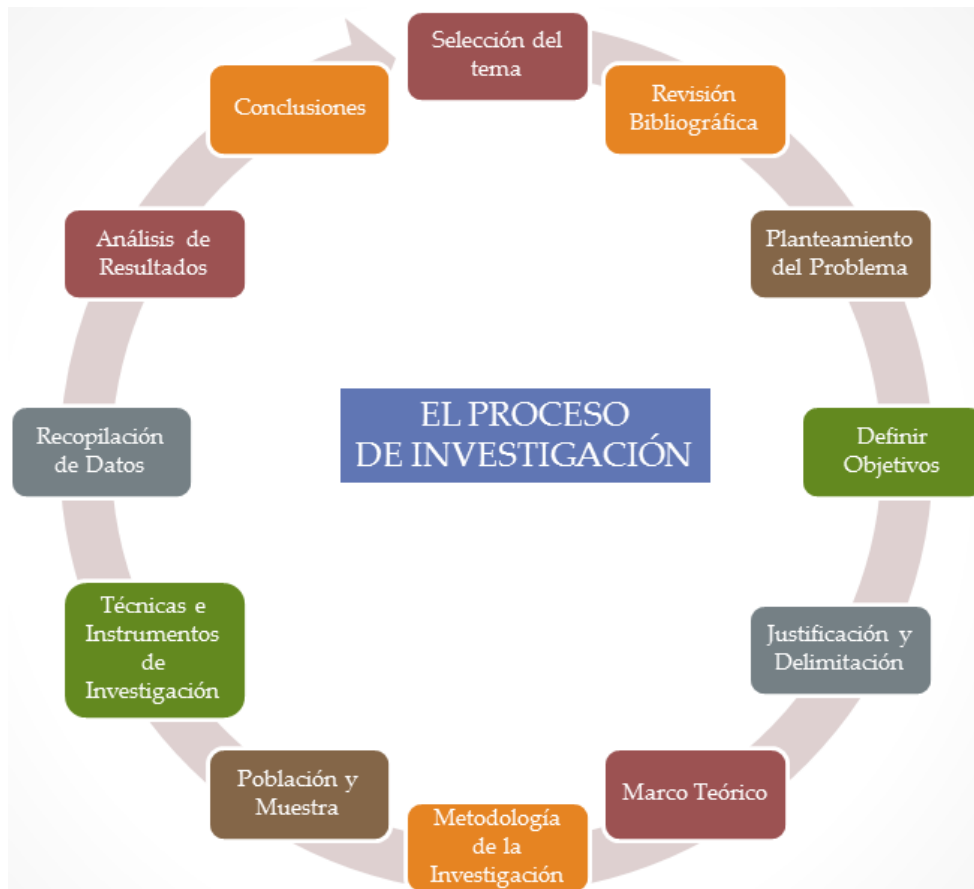 Selección del
tema
Revisión
Bibliográfica
Planteamiento
del Problema
Definir
Objetivos
Justificación y
Delimitación
Marco Teórico
Metodología
de la
Investigación
Población y
Muestra
Técnicas e
Instrumentos
de
Investigación
Recopilación
de Datos
Análisis de
Resultados
Conclusiones
EL PROCESO
DE INVESTIGACIÓN